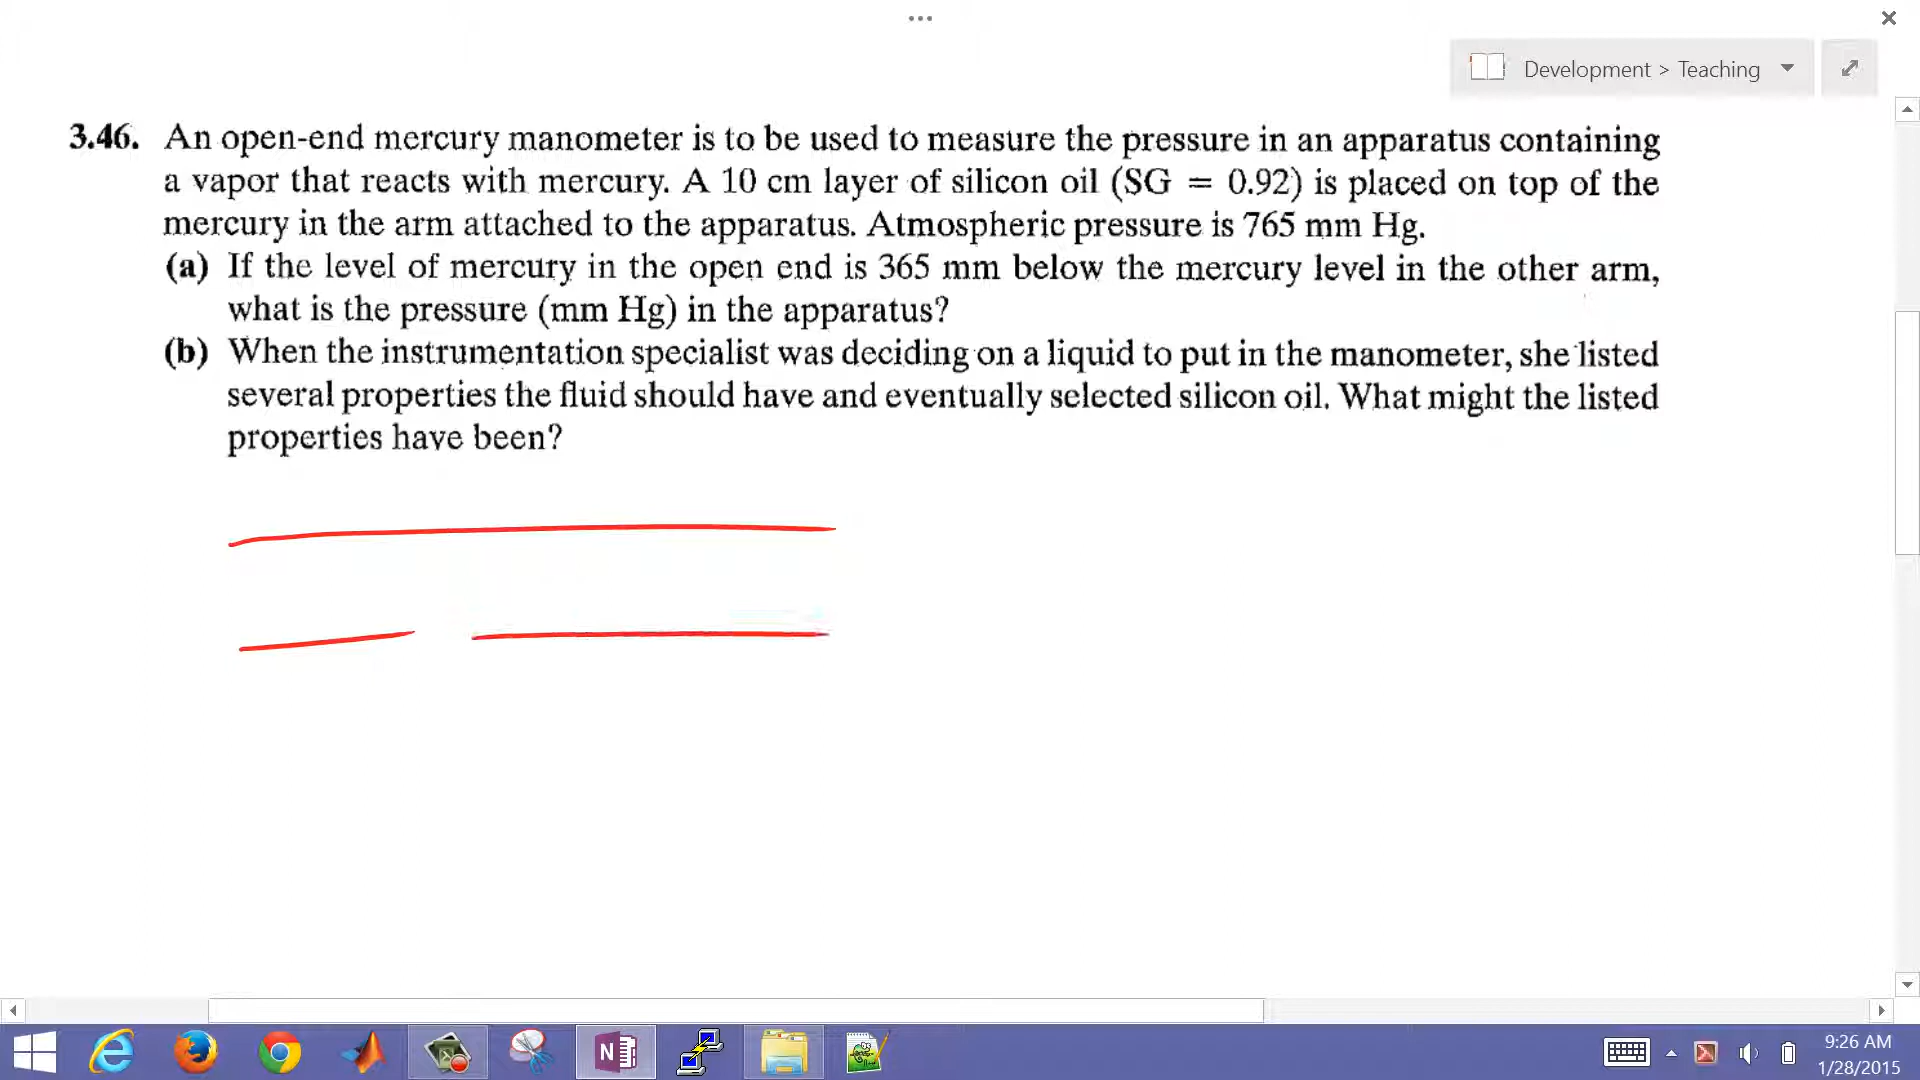 Development > Teaching
3.46. An open-end mercury manometer is to be used to measure the pressure in an apparatus containing
a vapor that reacts with mercury. A 10 cm layer of silicon oil (SG = 0.92) is placed on top of the
mercury in the arm attached to the apparatus. Atmospheric pressure is 765 mm Hg.
(a) If the level of mercury in the open end is 365 mm below the mercury level in the other arm,
what is the pressure (mm Hg) in the apparatus?
(b) When the instrumentation specialist was deciding on a liquid to put in the manometer, she listed
several properties the fluid should have and eventually selected silicon oil. What might the listed
properties have been?
N
9:26 AM
1/28/2015